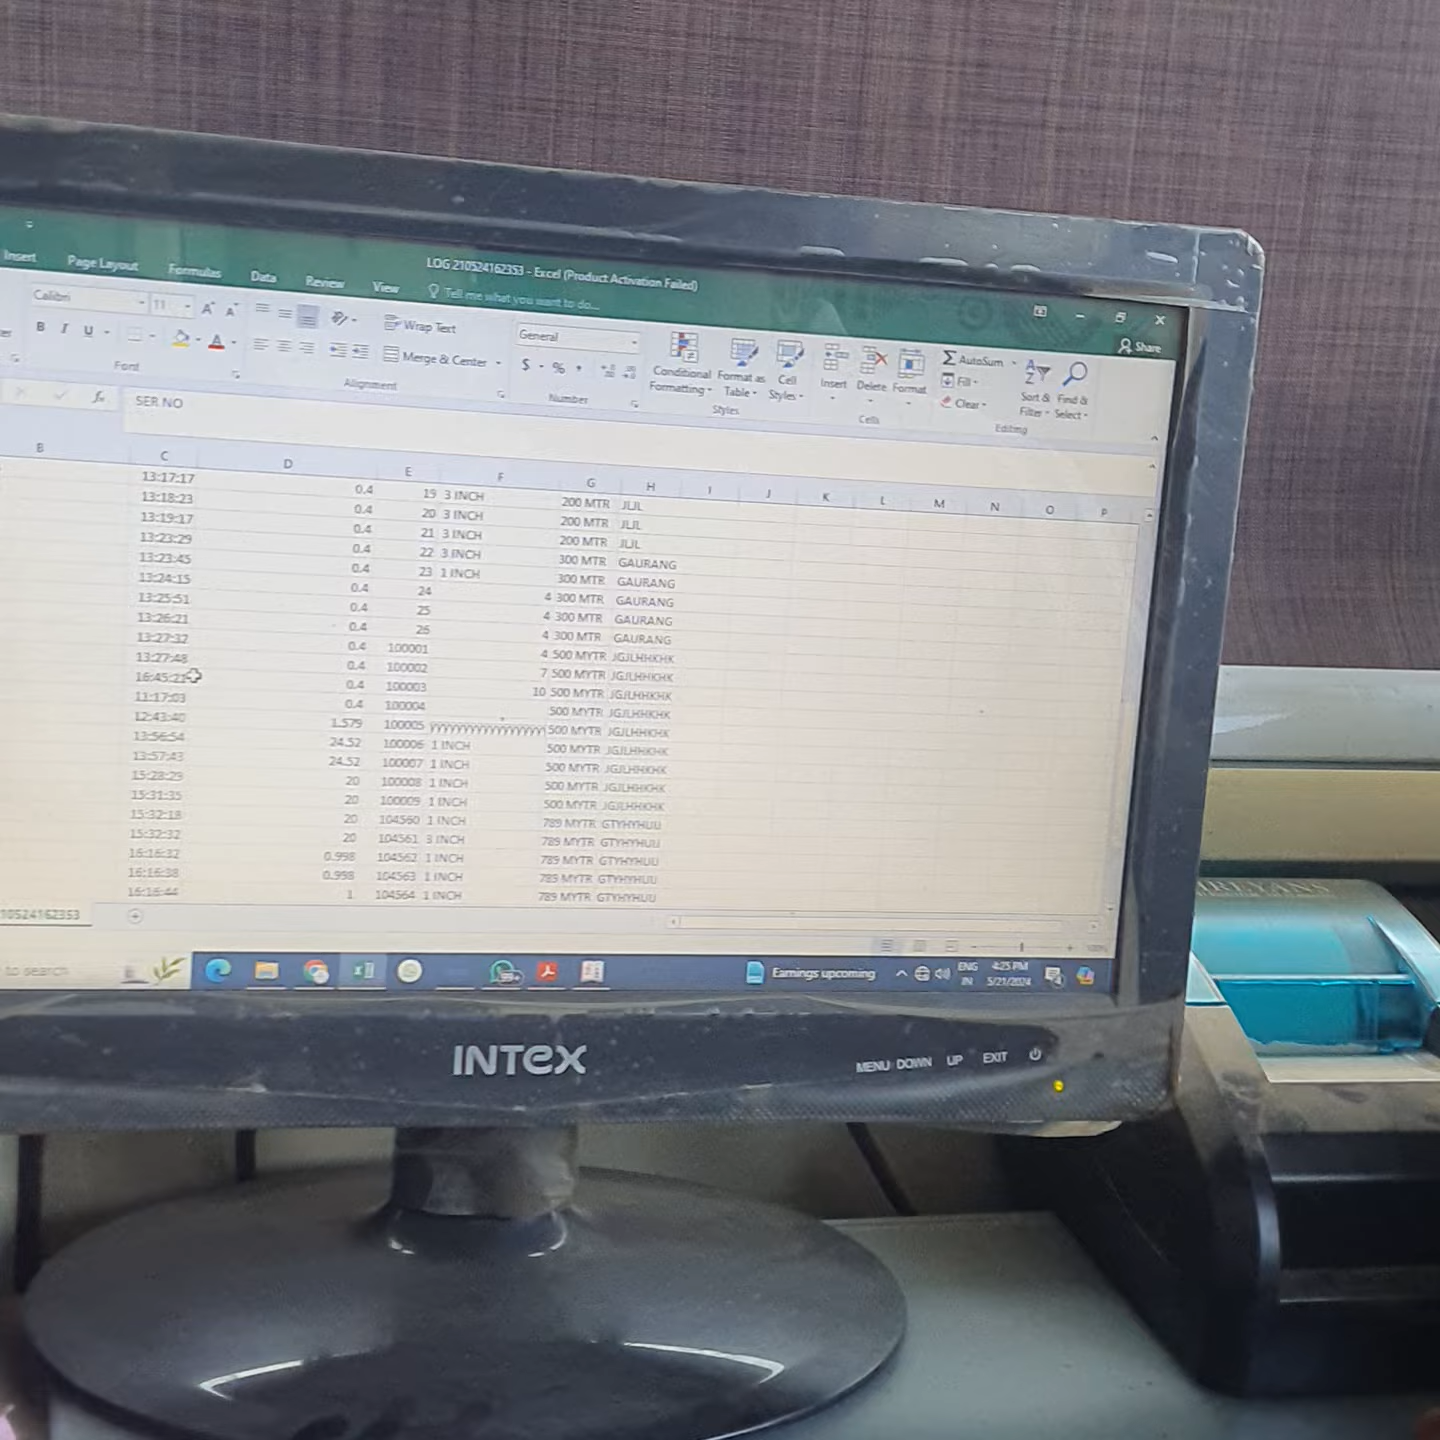 LOG 210524162353 - Excel (Product Activation Failed)
Insert Page Layout Formulas Data Review View Tell me what you want to do...
Share
Calibri 11
Wrap Text
General
B I U
Merge & Center
$ % ,
Conditional Formatting
Format as Table
Cell Styles
Insert Delete Format
AutoSum
Fill
Clear
Sort & Filter
Find & Select
Font Alignment Number Styles Cells Editing
fx SER.NO
B C D E F G H I J K L M N O P
13:17:17 0.4 19 3 INCH 200 MTR JLJL
13:18:23 0.4 20 3 INCH 200 MTR JLJL
13:19:17 0.4 21 3 INCH 200 MTR JLJL
13:23:29 0.4 22 3 INCH 300 MTR GAURANG
13:23:45 0.4 23 1 INCH 300 MTR GAURANG
13:24:15 0.4 24 4 300 MTR GAURANG
13:25:51 0.4 25 4 300 MTR GAURANG
13:26:21 0.4 26 4 300 MTR GAURANG
13:27:32 0.4 100001 4 500 MYTR JGJLHHKHK
13:27:48 0.4 100002 7 500 MYTR JGJLHHKHK
16:45:21 0.4 100003 10 500 MYTR JGJLHHKHK
11:17:03 0.4 100004 500 MYTR JGJLHHKHK
12:43:40 1.579 100005 500 MYTR JGJLHHKHK
13:56:54 24.52 100006 1 INCH 500 MYTR JGJLHHKHK
13:57:43 24.52 100007 1 INCH 500 MYTR JGJLHHKHK
15:28:29 20 100008 1 INCH 500 MYTR JGJLHHKHK
15:31:35 20 100009 1 INCH 500 MYTR JGJLHHKHK
15:32:18 20 104560 1 INCH 789 MYTR GTYHYHUU
15:32:32 20 104561 3 INCH 789 MYTR GTYHYHUU
16:16:32 0.998 104562 1 INCH 789 MYTR GTYHYHUU
16:16:38 0.998 104563 1 INCH 789 MYTR GTYHYHUU
16:16:44 1 104564 1 INCH 789 MYTR GTYHYHUU
10524162353
100%
to search
99+
Earnings upcoming
ENG IN
4:25 PM
5/21/2024
INTEX
MENU DOWN UP EXIT